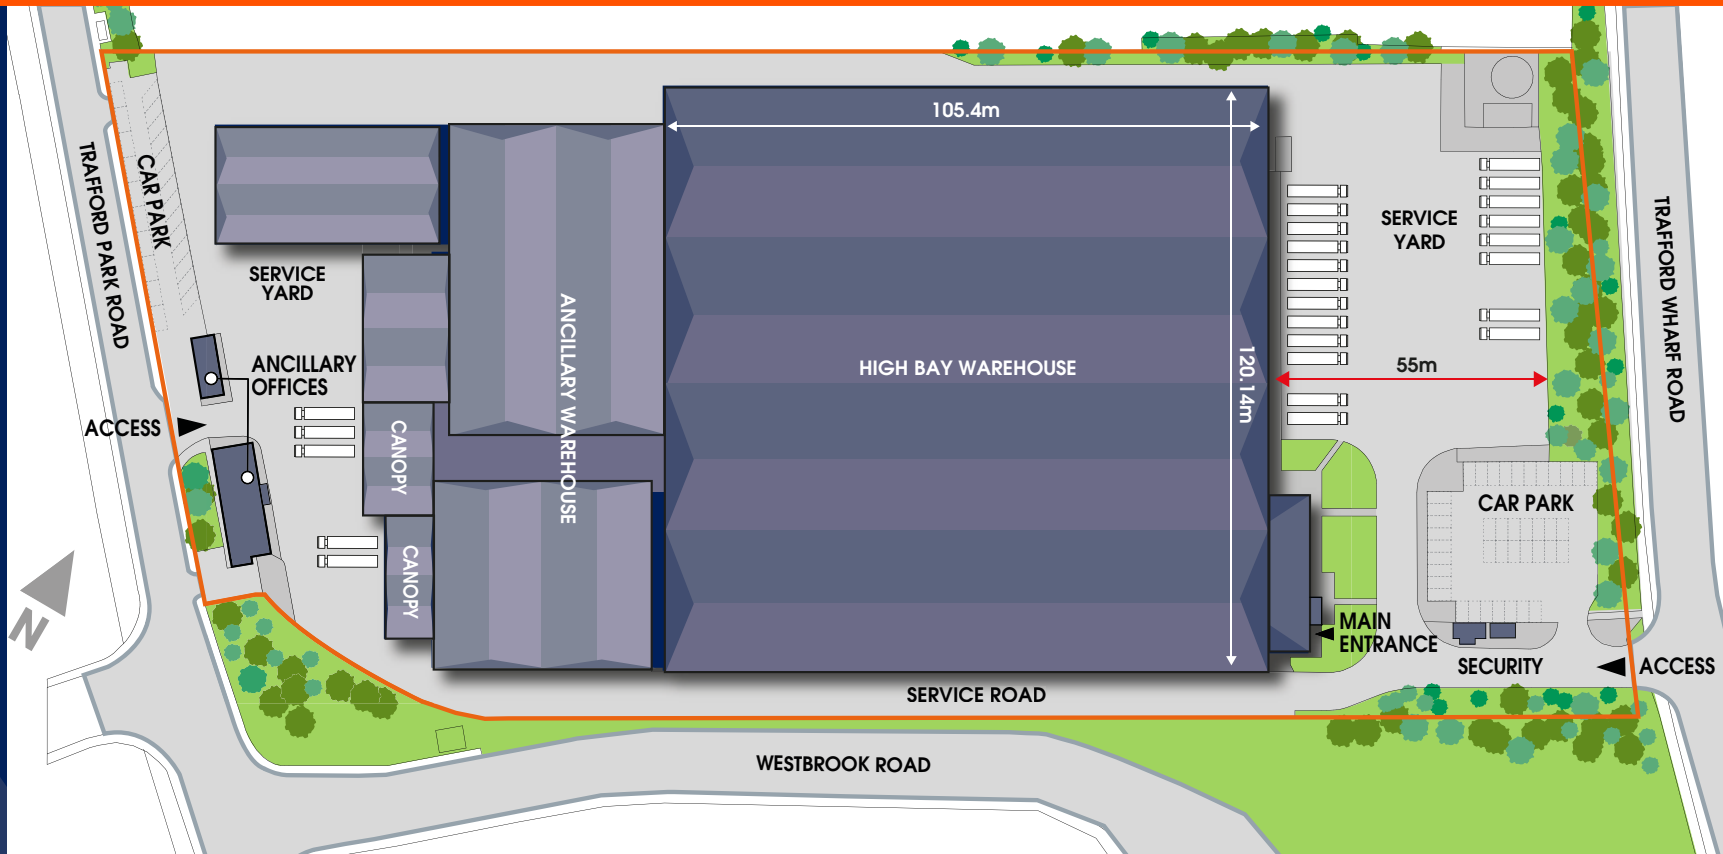 105.4m
TRAFFORD PARK ROAD
CAR PARK
SERVICE
YARD
SERVICE
YARD
TRAFFORD WHARF ROAD
ANCILLARY WAREHOUSE
HIGH BAY WAREHOUSE
120.14m
55m
ANCILLARY
OFFICES
ACCESS
CANOPY
CANOPY
CAR PARK
N
MAIN
ENTRANCE
SECURITY
ACCESS
SERVICE ROAD
WESTBROOK ROAD